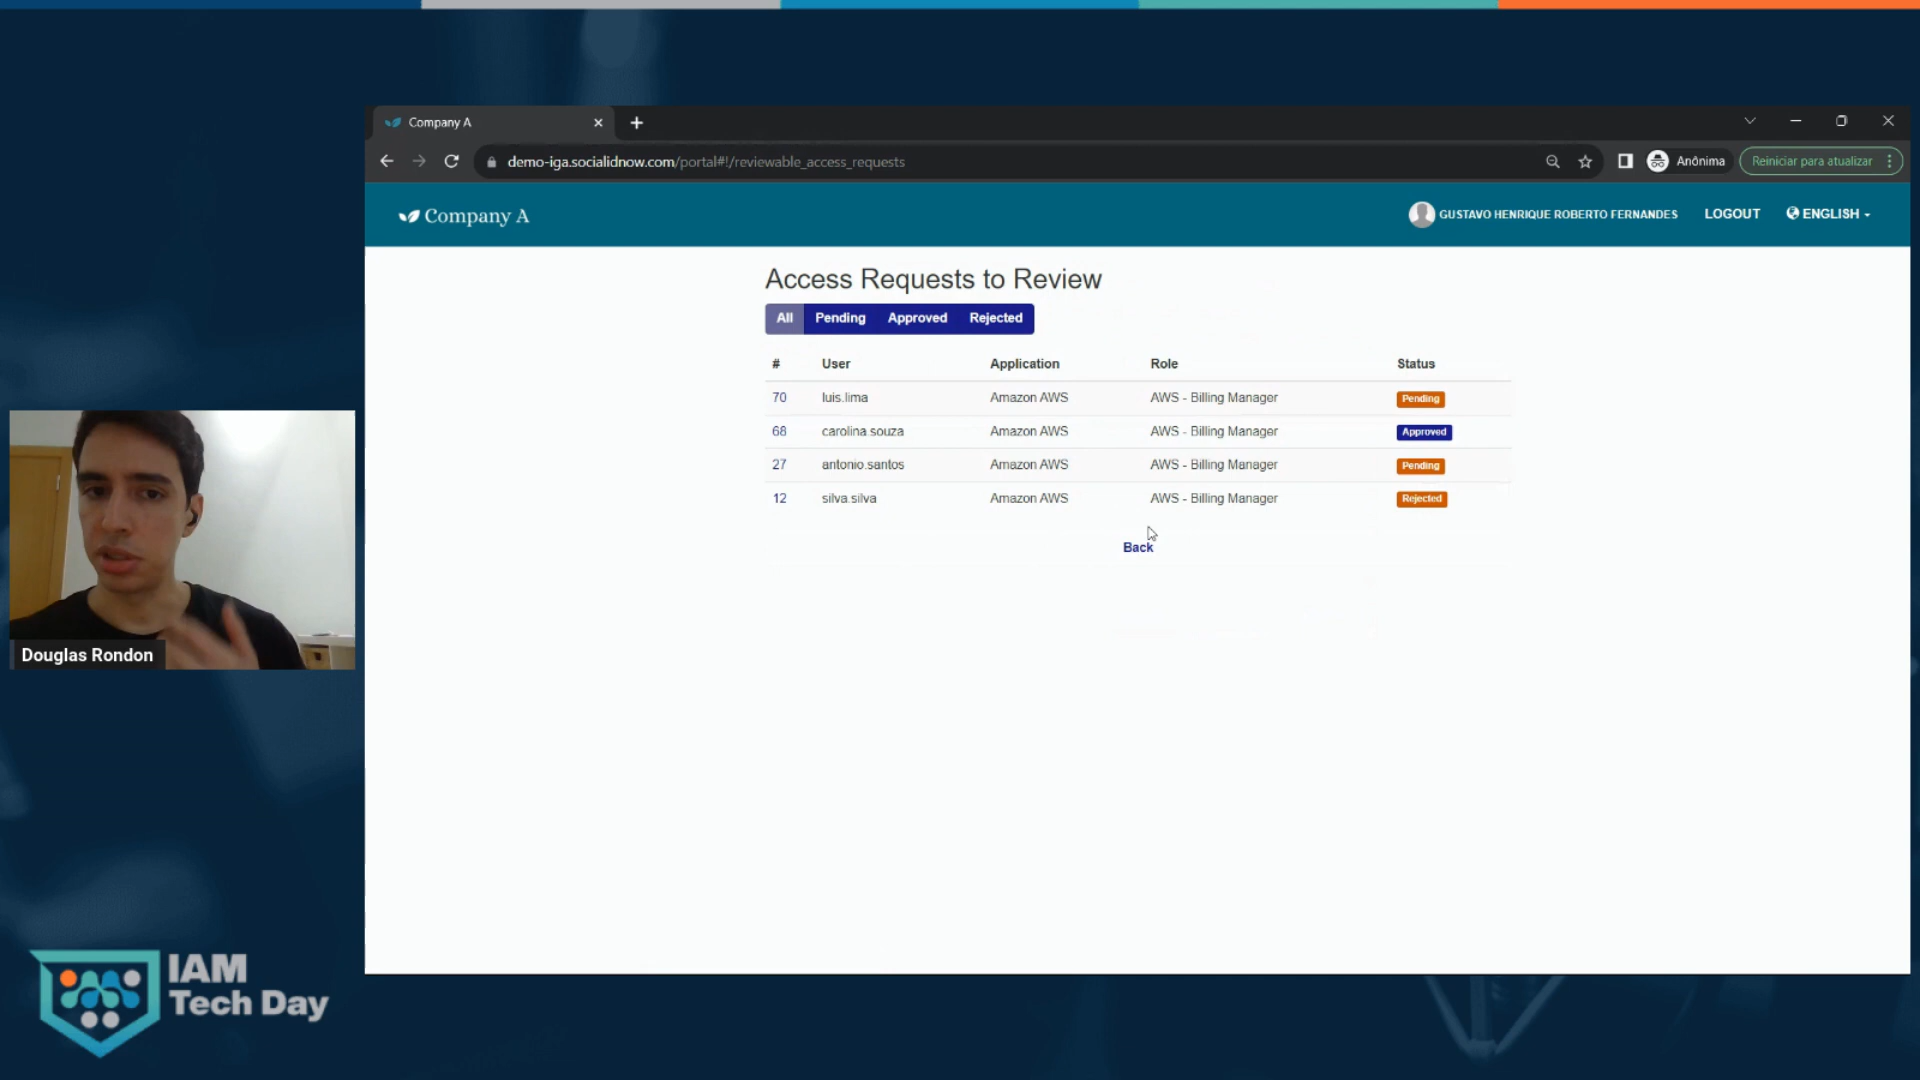 Company A
demo-iga.socialidnow.com/portal#!/reviewable_access_requests
Anônima
Reiniciar para atualizar
Company A
GUSTAVO HENRIQUE ROBERTO FERNANDES
LOGOUT
ENGLISH
Access Requests to Review
All Pending Approved Rejected
# User Application Role Status
70 luis.lima Amazon AWS AWS - Billing Manager Pending
68 carolina.souza Amazon AWS AWS - Billing Manager Approved
27 antonio.santos Amazon AWS AWS - Billing Manager Pending
12 silva.silva Amazon AWS AWS - Billing Manager Rejected
Back
Douglas Rondon
IAM
Tech Day